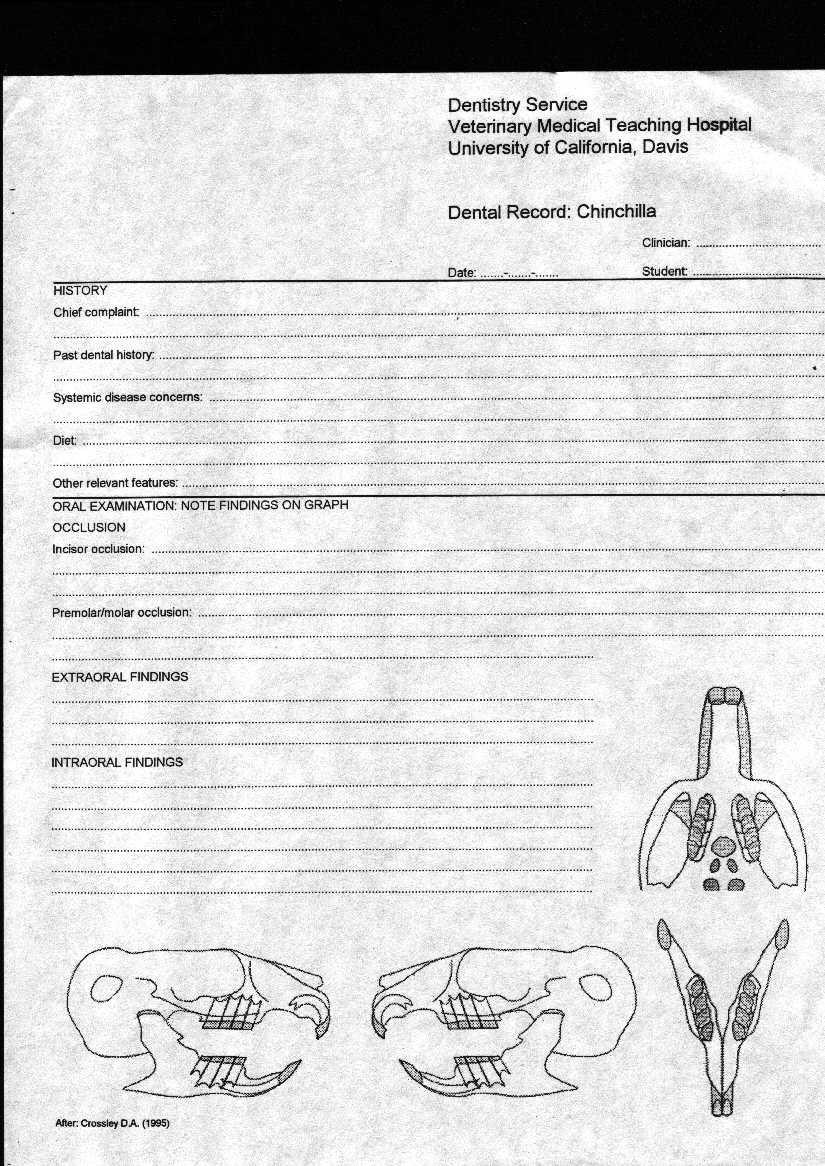 Dentistry Service
Veterinary Medical Teaching Hospital
University of California, Davis
Dental Record: Chinchilla
Clinician: ........................................
Date: .......-.......-.......
Student: ........................................
HISTORY
Chief complaint:
Past dental history:
Systemic disease concerns:
Diet:
Other relevant features:
ORAL EXAMINATION: NOTE FINDINGS ON GRAPH
OCCLUSION
Incisor occlusion:
Premolar/molar occlusion:
EXTRAORAL FINDINGS
INTRAORAL FINDINGS
After: Crossley D.A. (1995)